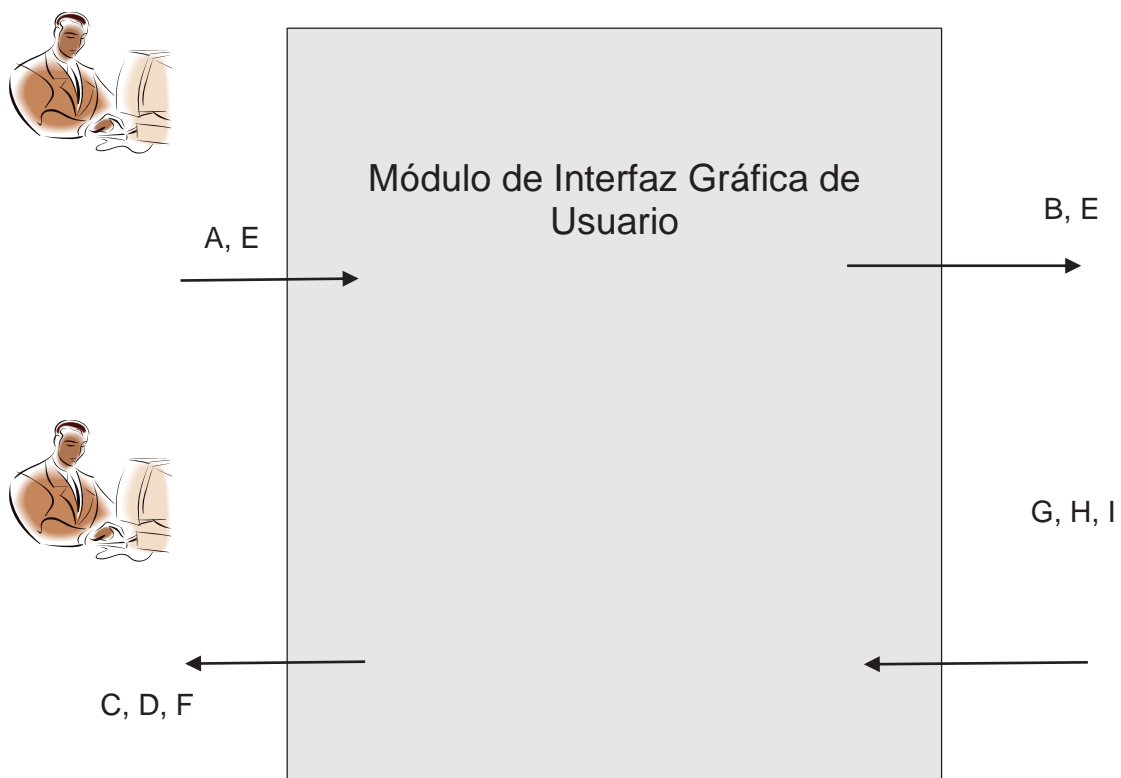 Módulo de Interfaz Gráfica de
Usuario
A, E
B, E
G, H, I
C, D, F